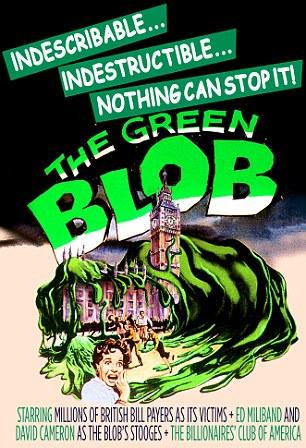 INDESCRIBABLE...
INDESTRUCTIBLE...
NOTHING CAN STOP IT!
THE GREEN
BLOB
STARRING MILLIONS OF BRITISH BILL PAYERS AS ITS VICTIMS + ED MILIBAND AND
DAVID CAMERON AS THE BLOB'S STOOGES + THE BILLIONAIRES' CLUB OF AMERICA